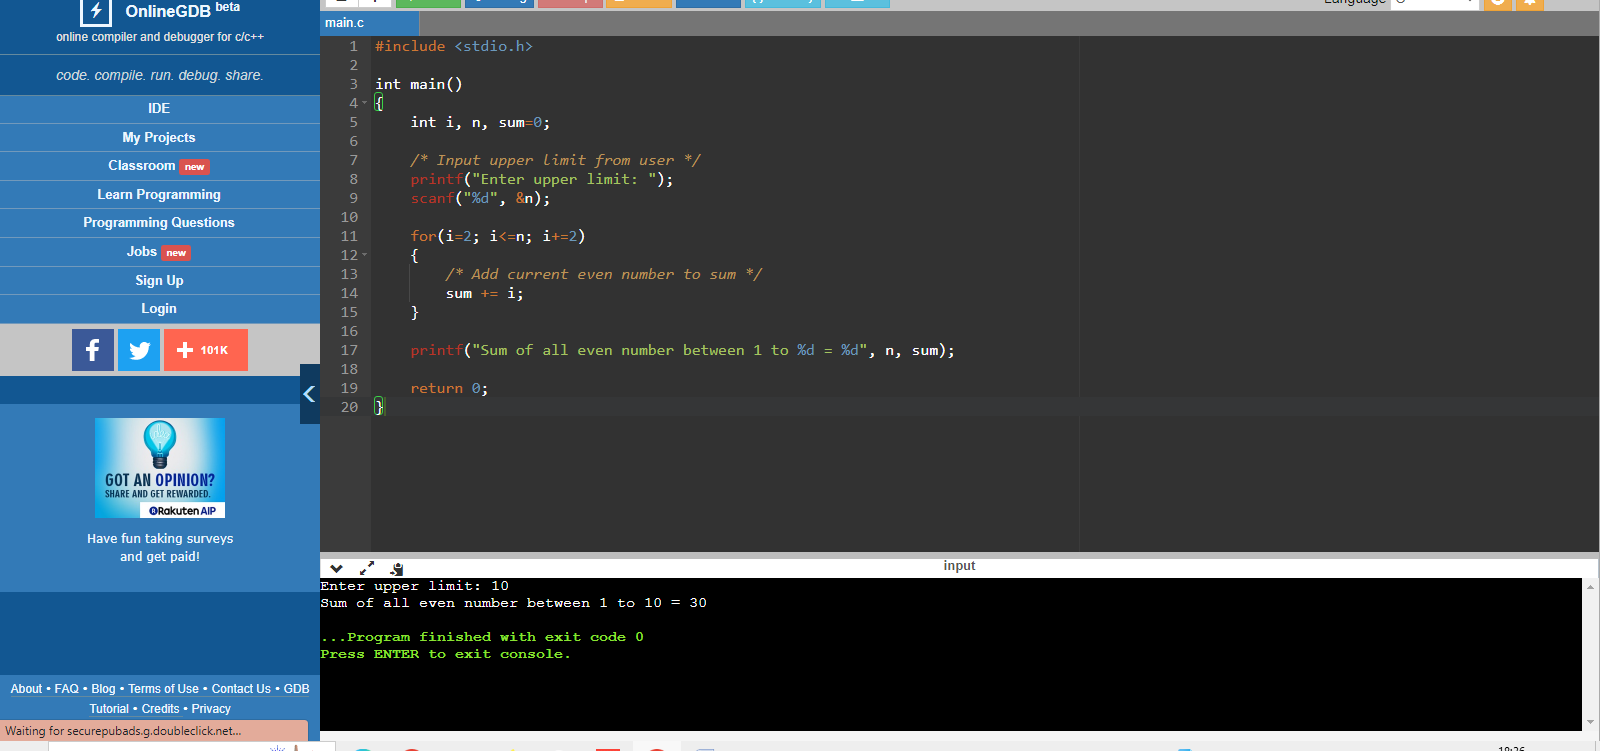 OnlineGDB beta
online compiler and debugger for c/c++
code. compile. run. debug. share.
IDE
My Projects
Classroom new
Learn Programming
Programming Questions
Jobs new
Sign Up
Login
101K
GOT AN OPINION?
SHARE AND GET REWARDED.
Rakuten AIP
Have fun taking surveys
and get paid!
About • FAQ • Blog • Terms of Use • Contact Us • GDB
Tutorial • Credits • Privacy
Waiting for securepubads.g.doubleclick.net...
Language
main.c
1 #include <stdio.h>
2
3 int main()
4 {
5 int i, n, sum=0;
6
7 /* Input upper limit from user */
8 printf("Enter upper limit: ");
9 scanf("%d", &n);
10
11 for(i=2; i<=n; i+=2)
12 {
13 /* Add current even number to sum */
14 sum += i;
15 }
16
17 printf("Sum of all even number between 1 to %d = %d", n, sum);
18
19 return 0;
20 }
input
Enter upper limit: 10
Sum of all even number between 1 to 10 = 30
...Program finished with exit code 0
Press ENTER to exit console.